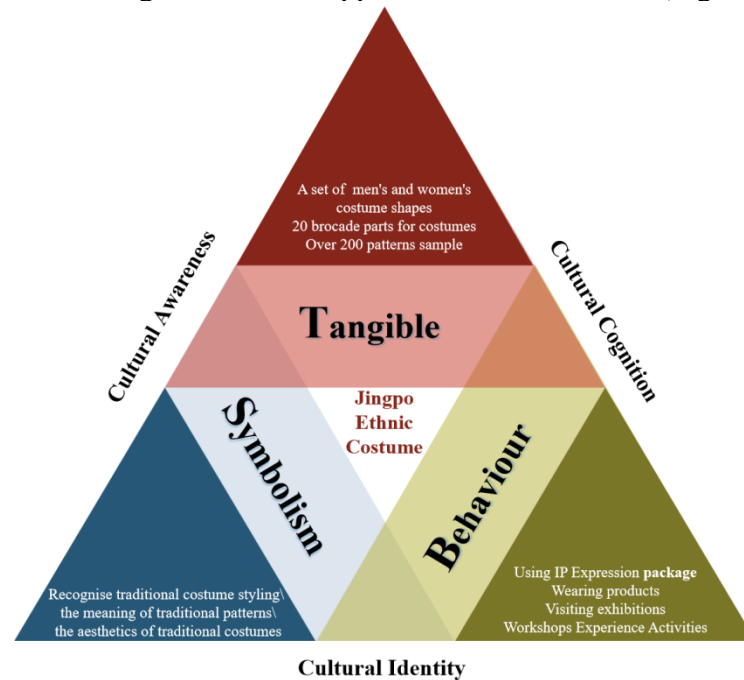 A set of men's and women's
costume shapes
20 brocade parts for costumes
Over 200 patterns sample
Cultural Awareness
Cultural Cognition
Tangible
Jingpo
Ethnic
Costume
Symbolism
Behaviour
Recognise traditional costume styling\
the meaning of traditional patterns\
the aesthetics of traditional costumes
Using IP Expression package
Wearing products
Visiting exhibitions
Workshops Experience Activities
Cultural Identity